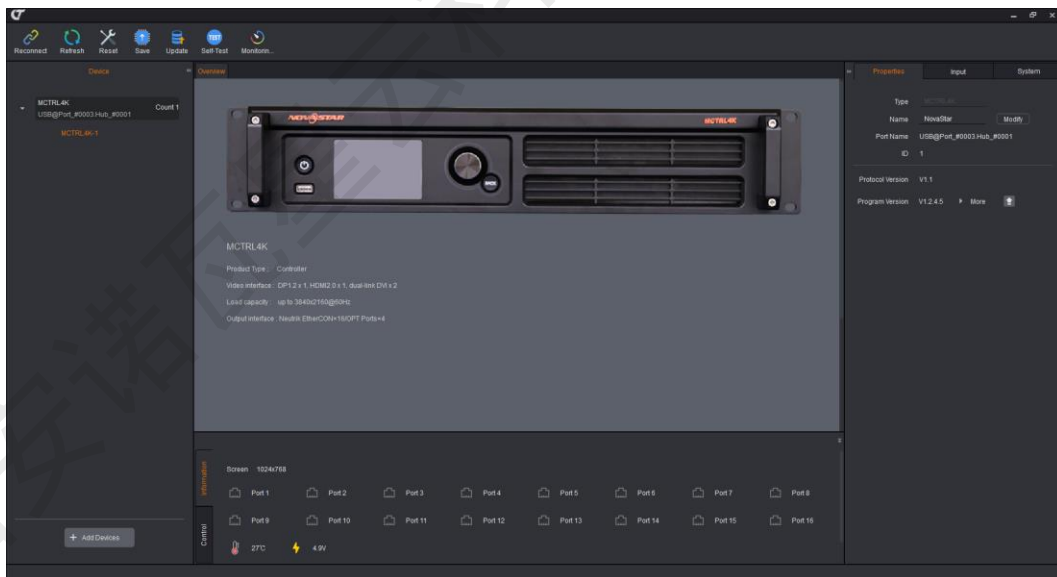 Reconnect Refresh Reset Save Update Self-Test Monitorin...
Device
Overview
Properties Input System
MCTRL4K
USB@Port_#0003.Hub_#0001
Count 1
MCTRL4K-1
NOVASTAR
MCTRL4K
BACK
MCTRL4K
Product Type : Controller
Video interface : DP1.2 x 1, HDMI2.0 x 1, dual-link DVI x 2
Load capacity : up to 3840x2160@60Hz
Output interface : Neutrik EtherCON×16/OPT Ports×4
Type MCTRL4K
Name NovaStar Modify
Port Name USB@Port_#0003.Hub_#0001
ID 1
Protocol Version V1.1
Program Version V1.2.4.5 More
Information
Control
Screen 1024x768
Port 1 Port 2 Port 3 Port 4 Port 5 Port 6 Port 7 Port 8
Port 9 Port 10 Port 11 Port 12 Port 13 Port 14 Port 15 Port 16
27°C 4.9V
+ Add Devices